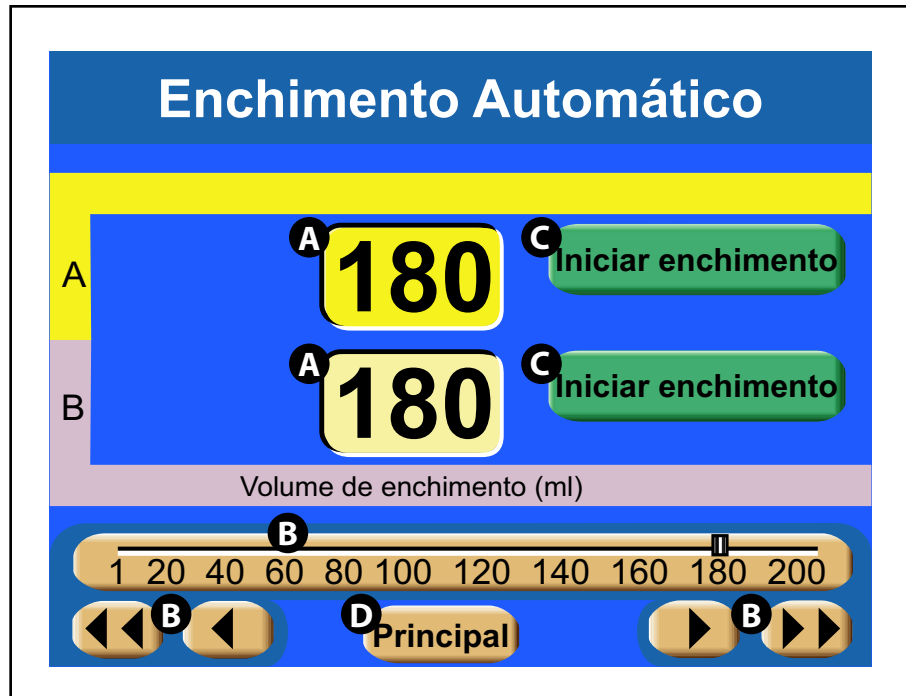 Enchimento Automático
A
A 180
C Iniciar enchimento
B
A 180
C Iniciar enchimento
Volume de enchimento (ml)
B
1 20 40 60 80 100 120 140 160 180 200
B
D Principal
B